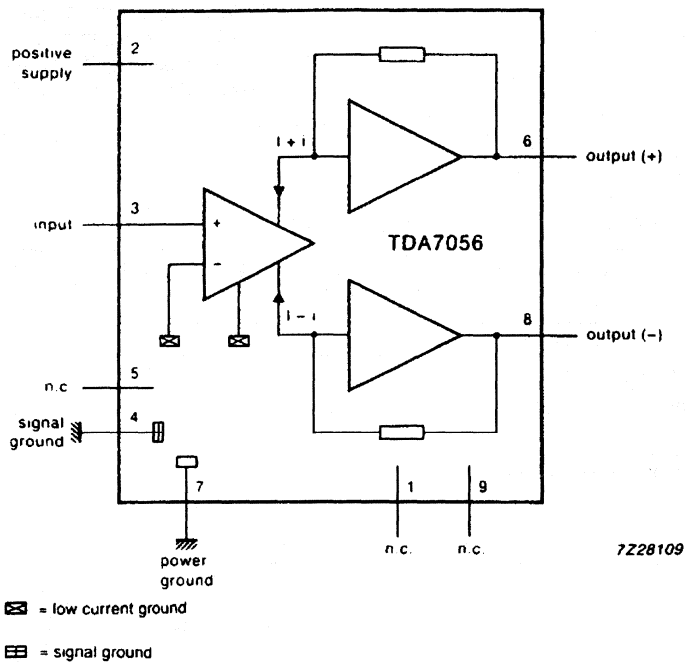 positive
supply
2
I + i
6
output (+)
3
input
+
TDA7056
−
I − i
8
output (−)
5
n.c
4
signal
ground
7
1
9
n.c.
n.c.
7Z28109
power
ground
= low current ground
= signal ground